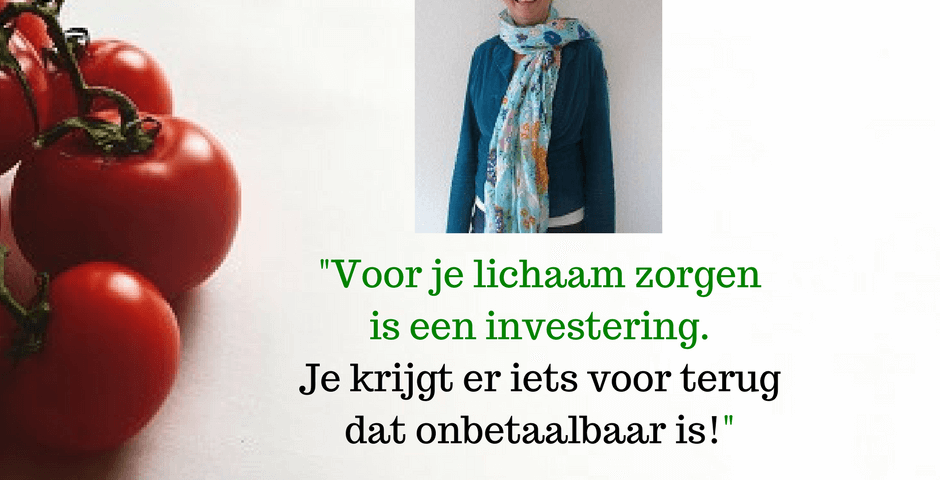 "Voor je lichaam zorgen
is een investering.
Je krijgt er iets voor terug
dat onbetaalbaar is!"